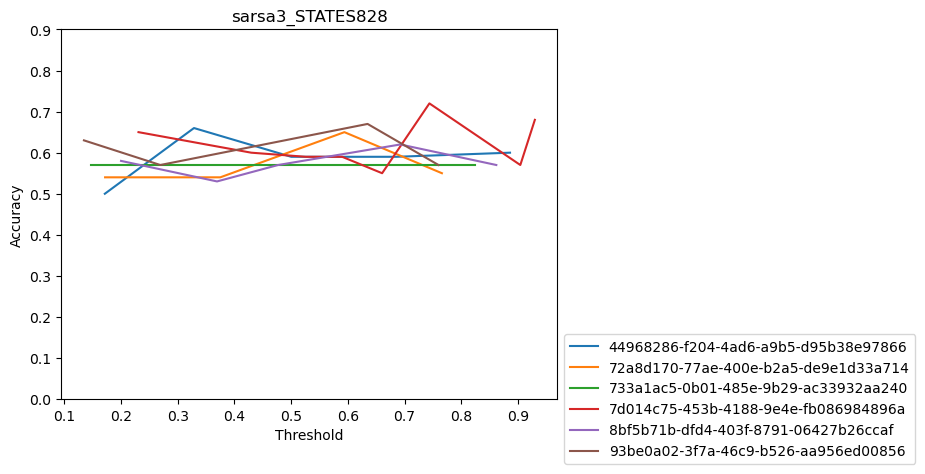 sarsa3_STATES828
Accuracy
0.9
0.8
0.7
0.6
0.5
0.4
0.3
0.2
0.1
0.0
0.1 0.2 0.3 0.4 0.5 0.6 0.7 0.8 0.9
Threshold
44968286-f204-4ad6-a9b5-d95b38e97866
72a8d170-77ae-400e-b2a5-de9e1d33a714
733a1ac5-0b01-485e-9b29-ac33932aa240
7d014c75-453b-4188-9e4e-fb086984896a
8bf5b71b-dfd4-403f-8791-06427b26ccaf
93be0a02-3f7a-46c9-b526-aa956ed00856